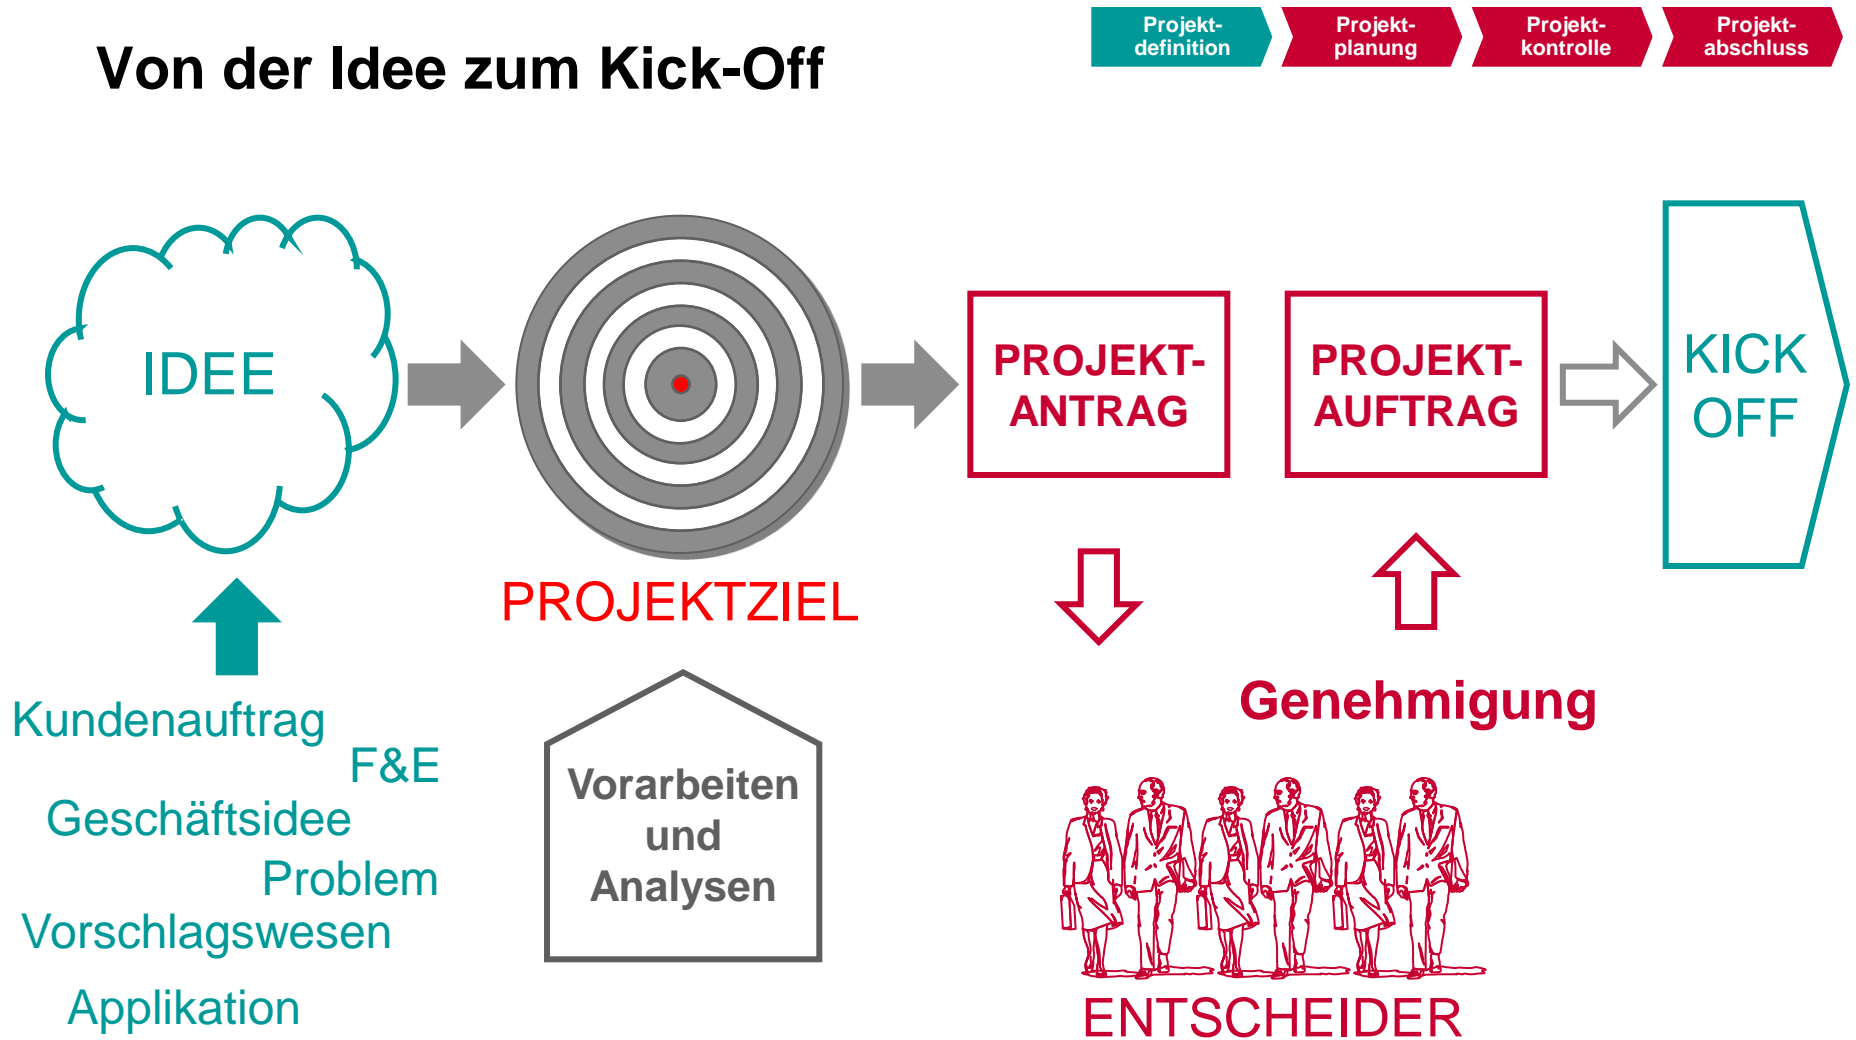 Von der Idee zum Kick-Off
Projekt-
definition
Projekt-
planung
Projekt-
kontrolle
Projekt-
abschluss
IDEE
PROJEKTZIEL
PROJEKT-
ANTRAG
PROJEKT-
AUFTRAG
KICK
OFF
Kundenauftrag
F&E
Geschäftsidee
Problem
Vorschlagswesen
Applikation
Vorarbeiten
und
Analysen
Genehmigung
ENTSCHEIDER